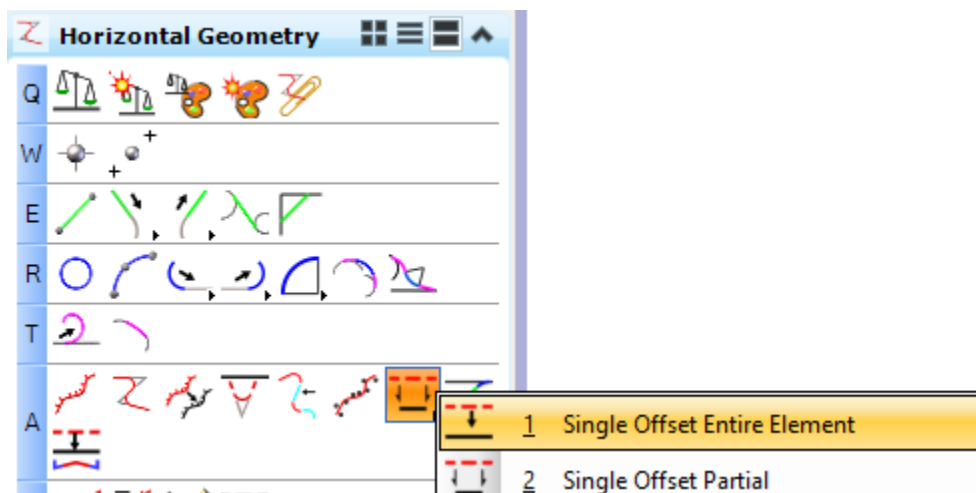 Horizontal Geometry
Q
W
E
R
T
A
1 Single Offset Entire Element
2 Single Offset Partial